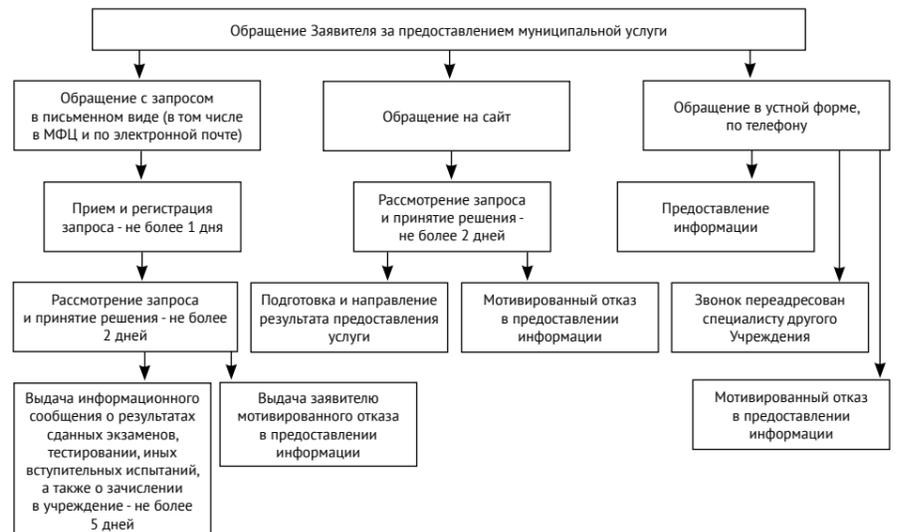 Обращение Заявителя за предоставлением муниципальной услуги
Обращение с запросом
в письменном виде (в том числе
в МФЦ и по электронной почте)
Обращение на сайт
Обращение в устной форме,
по телефону
Прием и регистрация
запроса - не более 1 дня
Рассмотрение запроса
и принятие решения -
не более 2 дней
Предоставление
информации
Рассмотрение запроса
и принятие решения - не более
2 дней
Подготовка и направление
результата предоставления
услуги
Мотивированный отказ
в предоставлении
информации
Звонок переадресован
специалисту другого
Учреждения
Выдача информационного
сообщения о результатах
сданных экзаменов,
тестировании, иных
вступительных испытаний,
а также о зачислении
в учреждение - не более
5 дней
Выдача заявителю
мотивированного отказа
в предоставлении
информации
Мотивированный отказ
в предоставлении
информации